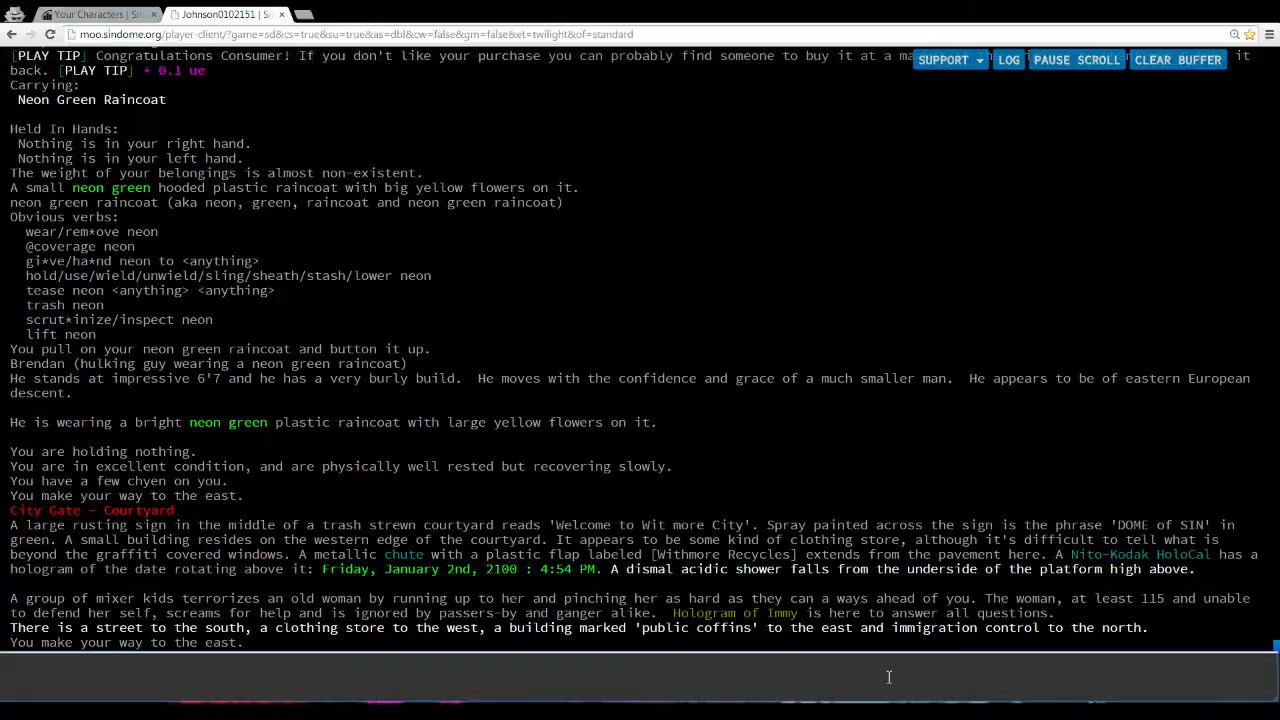 Your Characters | Sin
Johnson0102151 | Si
moo.sindome.org/player-client/?game=sd&cs=true&su=true&as=dbl&cw=false&grn=false&et=twilight&of=standard
[PLAY TIP] Congratulations Consumer! If you don't like your purchase you can probably find someone to buy it at a ma it
SUPPORT LOG PAUSE SCROLL CLEAR BUFFER
back. [PLAY TIP] + 0.1 ue
Carrying:
Neon Green Raincoat
Held In Hands:
Nothing is in your right hand.
Nothing is in your left hand.
The weight of your belongings is almost non-existent.
A small neon green hooded plastic raincoat with big yellow flowers on it.
neon green raincoat (aka neon, green, raincoat and neon green raincoat)
Obvious verbs:
wear/rem*ove neon
@coverage neon
gi*ve/ha*nd neon to <anything>
hold/use/wield/unwield/sling/sheath/stash/lower neon
tease neon <anything> <anything>
trash neon
scrut*inize/inspect neon
lift neon
You pull on your neon green raincoat and button it up.
Brendan (hulking guy wearing a neon green raincoat)
He stands at impressive 6'7 and he has a very burly build. He moves with the confidence and grace of a much smaller man. He appears to be of eastern European
descent.
He is wearing a bright neon green plastic raincoat with large yellow flowers on it.
You are holding nothing.
You are in excellent condition, and are physically well rested but recovering slowly.
You have a few chyen on you.
You make your way to the east.
City Gate - Courtyard
A large rusting sign in the middle of a trash strewn courtyard reads 'Welcome to Wit more City'. Spray painted across the sign is the phrase 'DOME of SIN' in
green. A small building resides on the western edge of the courtyard. It appears to be some kind of clothing store, although it's difficult to tell what is
beyond the graffiti covered windows. A metallic chute with a plastic flap labeled [Withmore Recycles] extends from the pavement here. A Nito-Kodak HoloCal has a
hologram of the date rotating above it: Friday, January 2nd, 2100 : 4:54 PM. A dismal acidic shower falls from the underside of the platform high above.
A group of mixer kids terrorizes an old woman by running up to her and pinching her as hard as they can a ways ahead of you. The woman, at least 115 and unable
to defend her self, screams for help and is ignored by passers-by and ganger alike. Hologram of Immy is here to answer all questions.
There is a street to the south, a clothing store to the west, a building marked 'public coffins' to the east and immigration control to the north.
You make your way to the east.